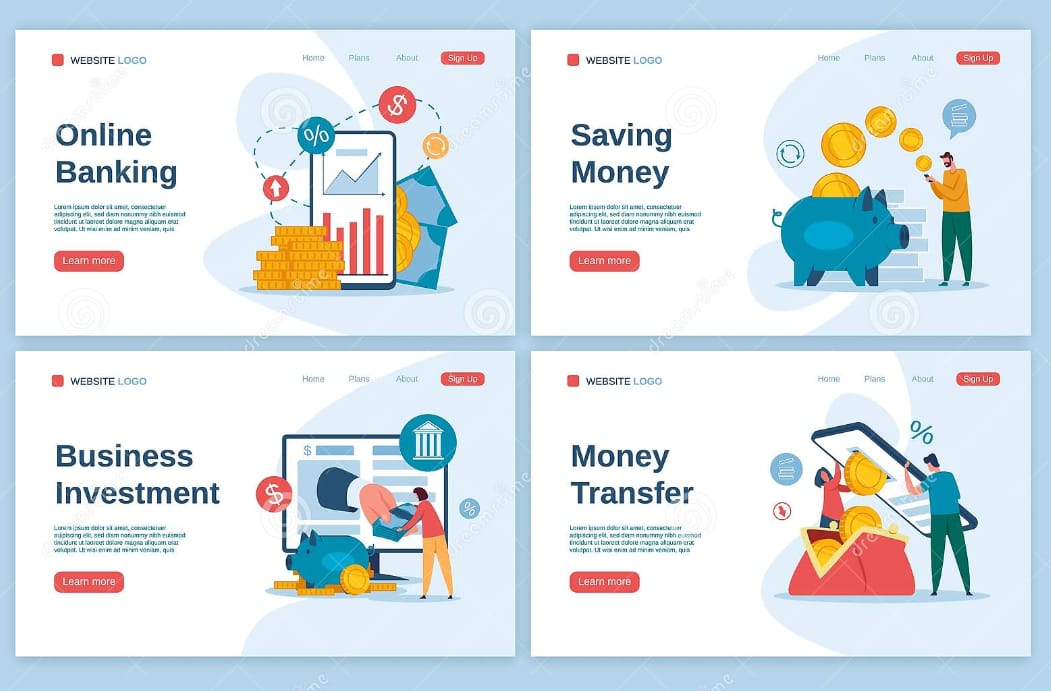 WEBSITE LOGO
Home Plans About Sign Up
Online
Banking
Lorem ipsum dolor sit amet, consectetuer
adipiscing elit, sed diam nonummy nibh euismod
tincidunt ut laoreet dolore magna aliquam erat
volutpat. Ut wisi enim ad minim veniam, quis
Learn more
%
$
WEBSITE LOGO
Home Plans About Sign Up
Saving
Money
Lorem ipsum dolor sit amet, consectetuer
adipiscing elit, sed diam nonummy nibh euismod
tincidunt ut laoreet dolore magna aliquam erat
volutpat. Ut wisi enim ad minim veniam, quis
Learn more
WEBSITE LOGO
Home Plans About Sign Up
Business
Investment
Lorem ipsum dolor sit amet, consectetuer
adipiscing elit, sed diam nonummy nibh euismod
tincidunt ut laoreet dolore magna aliquam erat
volutpat. Ut wisi enim ad minim veniam, quis
Learn more
$
$
%
WEBSITE LOGO
Home Plans About Sign Up
Money
Transfer
Lorem ipsum dolor sit amet, consectetuer
adipiscing elit, sed diam nonummy nibh euismod
tincidunt ut laoreet dolore magna aliquam erat
volutpat. Ut wisi enim ad minim veniam, quis
Learn more
%
dreamstime